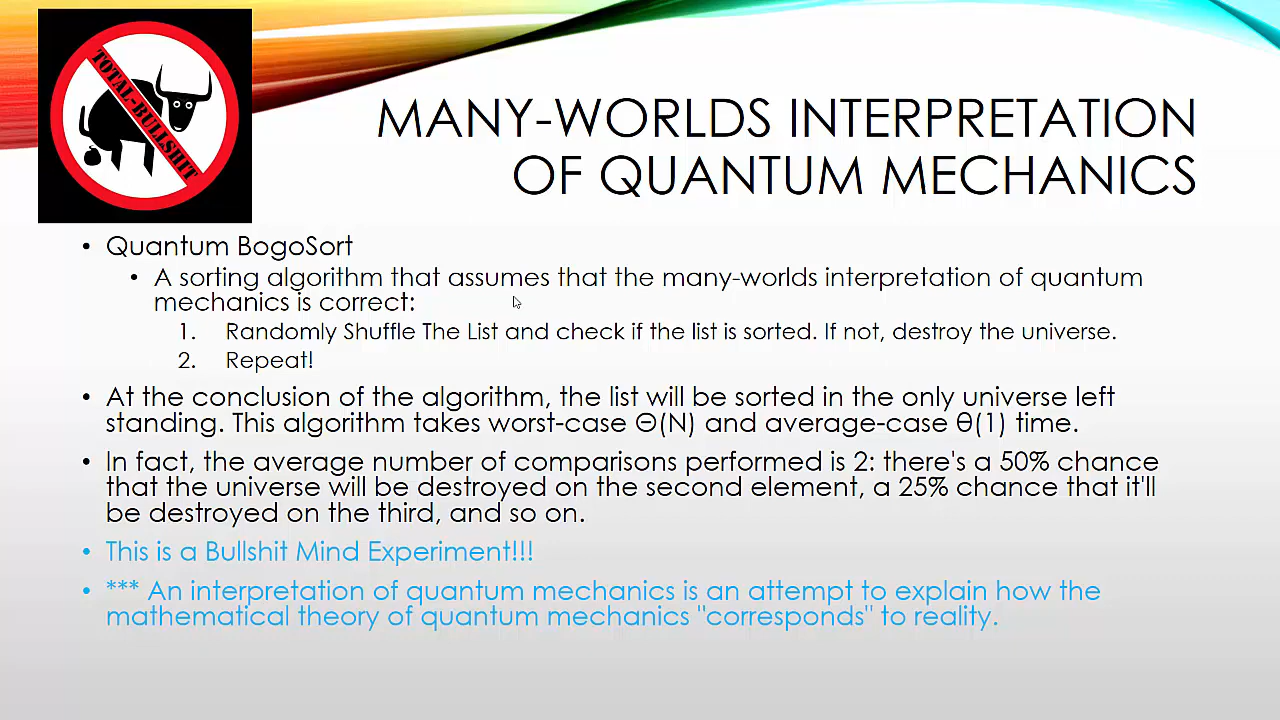 TOTAL-BULLSHIT
MANY-WORLDS INTERPRETATION
OF QUANTUM MECHANICS
• Quantum BogoSort
• A sorting algorithm that assumes that the many-worlds interpretation of quantum
mechanics is correct:
1. Randomly Shuffle The List and check if the list is sorted. If not, destroy the universe.
2. Repeat!
• At the conclusion of the algorithm, the list will be sorted in the only universe left
standing. This algorithm takes worst-case Θ(N) and average-case θ(1) time.
• In fact, the average number of comparisons performed is 2: there's a 50% chance
that the universe will be destroyed on the second element, a 25% chance that it'll
be destroyed on the third, and so on.
• This is a Bullshit Mind Experiment!!!
• *** An interpretation of quantum mechanics is an attempt to explain how the
mathematical theory of quantum mechanics "corresponds" to reality.